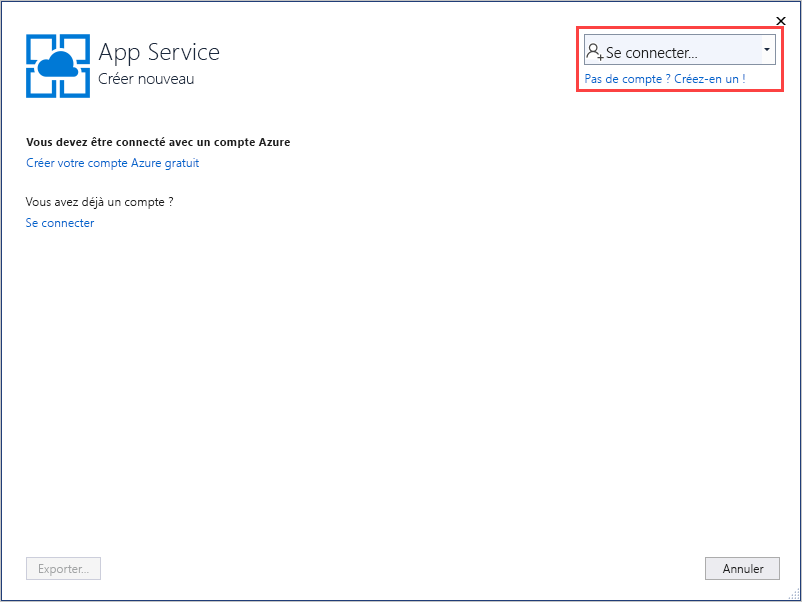 App Service
Créer nouveau
Se connecter...
Pas de compte ? Créez-en un !
Vous devez être connecté avec un compte Azure
Créer votre compte Azure gratuit
Vous avez déjà un compte ?
Se connecter
Exporter...
Annuler